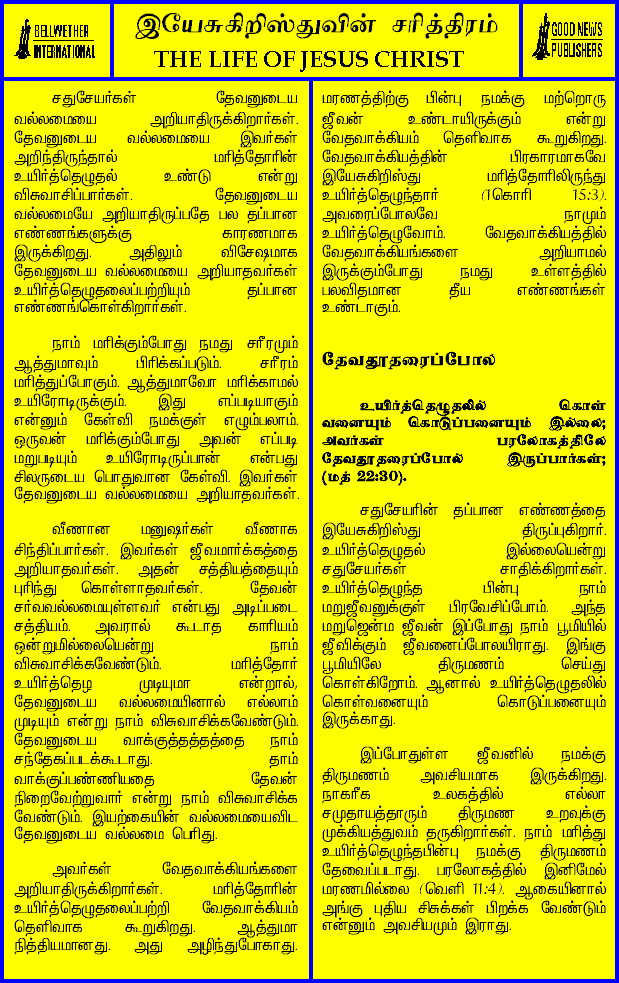 BELLWETHER
INTERNATIONAL
இயேசுகிறிஸ்துவின் சரித்திரம்
THE LIFE OF JESUS CHRIST
GOOD NEWS
PUBLISHERS
சதுசேயர்கள் தேவனுடைய
வல்லமையை அறியாதிருக்கிறார்கள்.
தேவனுடைய வல்லமையை இவர்கள்
அறிந்திருந்தால் மரித்தோரின்
உயிர்த்தெழுதல் உண்டு என்று
விசுவாசிப்பார்கள். தேவனுடைய
வல்லமையே அறியாதிருப்பதே பல தப்பான
எண்ணங்களுக்கு காரணமாக
இருக்கிறது. அதிலும் விசேஷமாக
தேவனுடைய வல்லமையை அறியாதவர்கள்
உயிர்த்தெழுதலைப்பற்றியும் தப்பான
எண்ணங்கொள்கிறார்கள்.
நாம் மரிக்கும்போது நமது சரீரமும்
ஆத்துமாவும் பிரிக்கப்படும். சரீரம்
மரித்துப்போகும். ஆத்துமாவோ மரிக்காமல்
உயிரோடிருக்கும். இது எப்படியாகும்
என்னும் கேள்வி நமக்குள் எழும்பலாம்.
ஒருவன் மரிக்கும்போது அவன் எப்படி
மறுபடியும் உயிரோடிருப்பான் என்பது
சிலருடைய பொதுவான கேள்வி. இவர்கள்
தேவனுடைய வல்லமையை அறியாதவர்கள்.
வீணான மனுஷர்கள் வீணாக
சிந்திப்பார்கள். இவர்கள் ஜீவமார்க்கத்தை
அறியாதவர்கள். அதன் சத்தியத்தையும்
புரிந்து கொள்ளாதவர்கள். தேவன்
சர்வவல்லமையுள்ளவர் என்பது அடிப்படை
சத்தியம். அவரால் கூடாத காரியம்
ஒன்றுமில்லையென்று நாம்
விசுவாசிக்கவேண்டும். மரித்தோர்
உயிர்த்தெழ முடியுமா என்றால்,
தேவனுடைய வல்லமையினால் எல்லாம்
முடியும் என்று நாம் விசுவாசிக்கவேண்டும்.
தேவனுடைய வாக்குத்தத்தத்தை நாம்
சந்தேகப்படக்கூடாது. தாம்
வாக்குப்பண்ணியதை தேவன்
நிறைவேற்றுவார் என்று நாம் விசுவாசிக்க
வேண்டும். இயற்கையின் வல்லமையைவிட
தேவனுடைய வல்லமை பெரிது.
அவர்கள் வேதவாக்கியங்களை
அறியாதிருக்கிறார்கள். மரித்தோரின்
உயிர்த்தெழுதலைப்பற்றி வேதவாக்கியம்
தெளிவாக கூறுகிறது. ஆத்துமா
நித்தியமானது. அது அழிந்துபோகாது.
மரணத்திற்கு பின்பு நமக்கு மற்றொரு
ஜீவன் உண்டாயிருக்கும் என்று
வேதவாக்கியம் தெளிவாக கூறுகிறது.
வேதவாக்கியத்தின் பிரகாரமாகவே
இயேசுகிறிஸ்து மரித்தோரிலிருந்து
உயிர்த்தெழுந்தார் (1கொரி 15:3).
அவரைப்போலவே நாமும்
உயிர்த்தெழுவோம். வேதவாக்கியத்தில்
வேதவாக்கியங்களை அறியாமல்
இருக்கும்போது நமது உள்ளத்தில்
பலவிதமான தீய எண்ணங்கள்
உண்டாகும்.
தேவதூதரைப்போல்
உயிர்த்தெழுதலில் கொள்
வனையும் கொடுப்பனையும் இல்லை;
அவர்கள் பரலோகத்திலே
தேவதூதரைப்போல் இருப்பார்கள்;
(மத் 22:30).
சதுசேயரின் தப்பான எண்ணத்தை
இயேசுகிறிஸ்து திருப்புகிறார்.
உயிர்த்தெழுதல் இல்லையென்று
சதுசேயர்கள் சாதிக்கிறார்கள்.
உயிர்த்தெழுந்த பின்பு நாம்
மறுஜீவனுக்குள் பிரவேசிப்போம். அந்த
மறுஜென்ம ஜீவன் இப்போது நாம் பூமியில்
ஜீவிக்கும் ஜீவனைப்போலயிராது. இங்கு
பூமியிலே திருமணம் செய்து
கொள்கிறோம். ஆனால் உயிர்த்தெழுதலில்
கொள்வனையும் கொடுப்பனையும்
இருக்காது.
இப்போதுள்ள ஜீவனில் நமக்கு
திருமணம் அவசியமாக இருக்கிறது.
நாகரீக உலகத்தில் எல்லா
சமுதாயத்தாரும் திருமண உறவுக்கு
முக்கியத்துவம் தருகிறார்கள். நாம் மரித்து
உயிர்த்தெழுந்தபின்பு நமக்கு திருமணம்
தேவைப்படாது. பரலோகத்தில் இனிமேல்
மரணமில்லை (வெளி 11:4). ஆகையினால்
அங்கு புதிய சிசுக்கள் பிறக்க வேண்டும்
என்னும் அவசியமும் இராது.